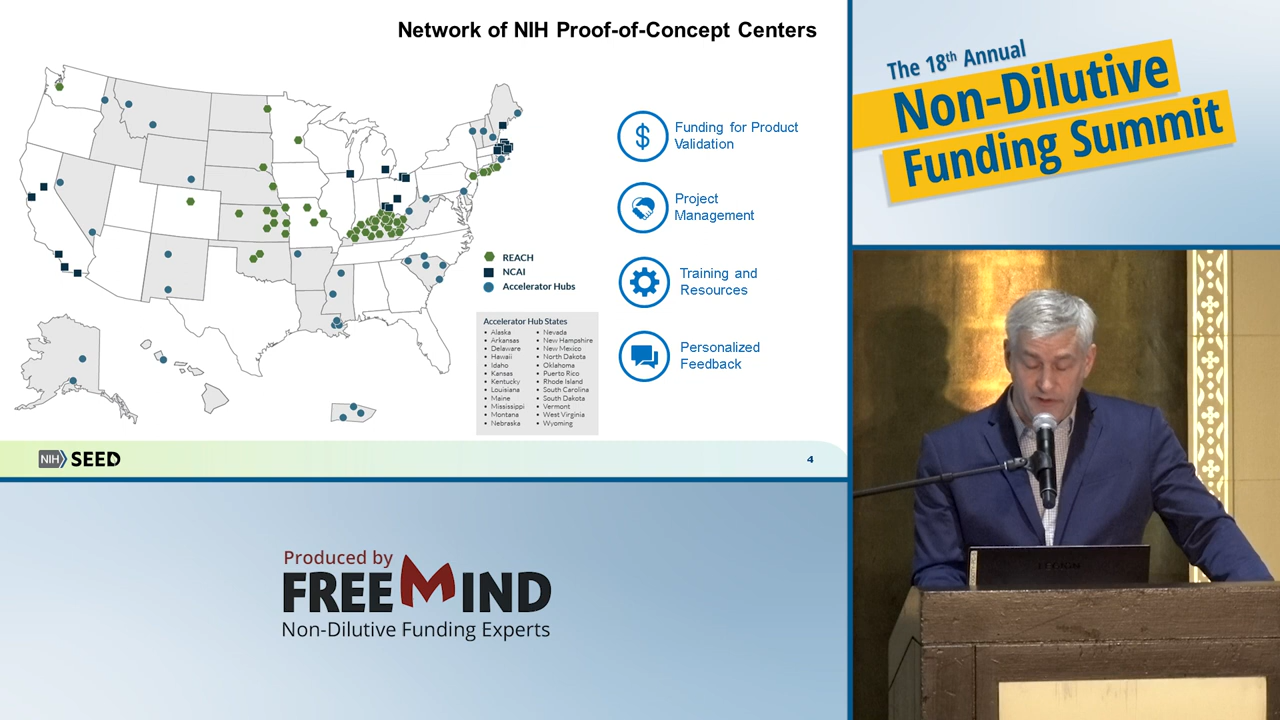 Network of NIH Proof-of-Concept Centers
$
Funding for Product
Validation
Project
Management
Training and
Resources
Personalized
Feedback
REACH
NCAI
Accelerator Hubs
Accelerator Hub States
• Alaska
• Arkansas
• Delaware
• Hawaii
• Idaho
• Kansas
• Kentucky
• Louisiana
• Maine
• Mississippi
• Montana
• Nebraska
• Nevada
• New Hampshire
• New Mexico
• North Dakota
• Oklahoma
• Puerto Rico
• Rhode Island
• South Carolina
• South Dakota
• Vermont
• West Virginia
• Wyoming
NIH SEED
4
The 18th Annual
Non-Dilutive
Funding Summit
Produced by
FREEMIND
Non-Dilutive Funding Experts
LEGION